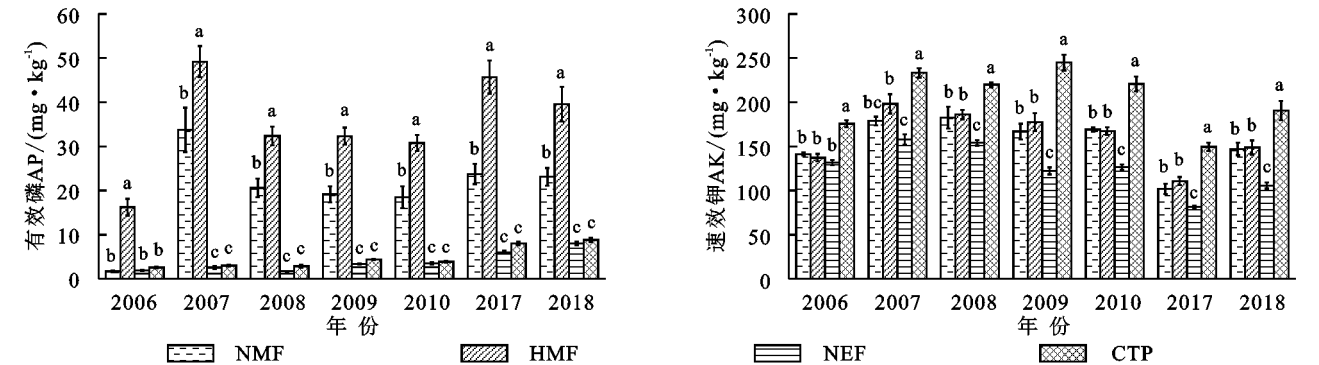 有效磷AP/(mg·kg⁻¹)
60
50
40
30
20
10
0
b a b b
b a c c
b a c c
b a c c
b a c c
b a c c
b a c c
2006 2007 2008 2009 2010 2017 2018
年 份
速效钾AK/(mg·kg⁻¹)
300
250
200
150
100
50
0
b b b a
bc b c a
b b c a
b b c a
b b c a
b b c a
b b c a
2006 2007 2008 2009 2010 2017 2018
年 份
NMF HMF NEF CTP